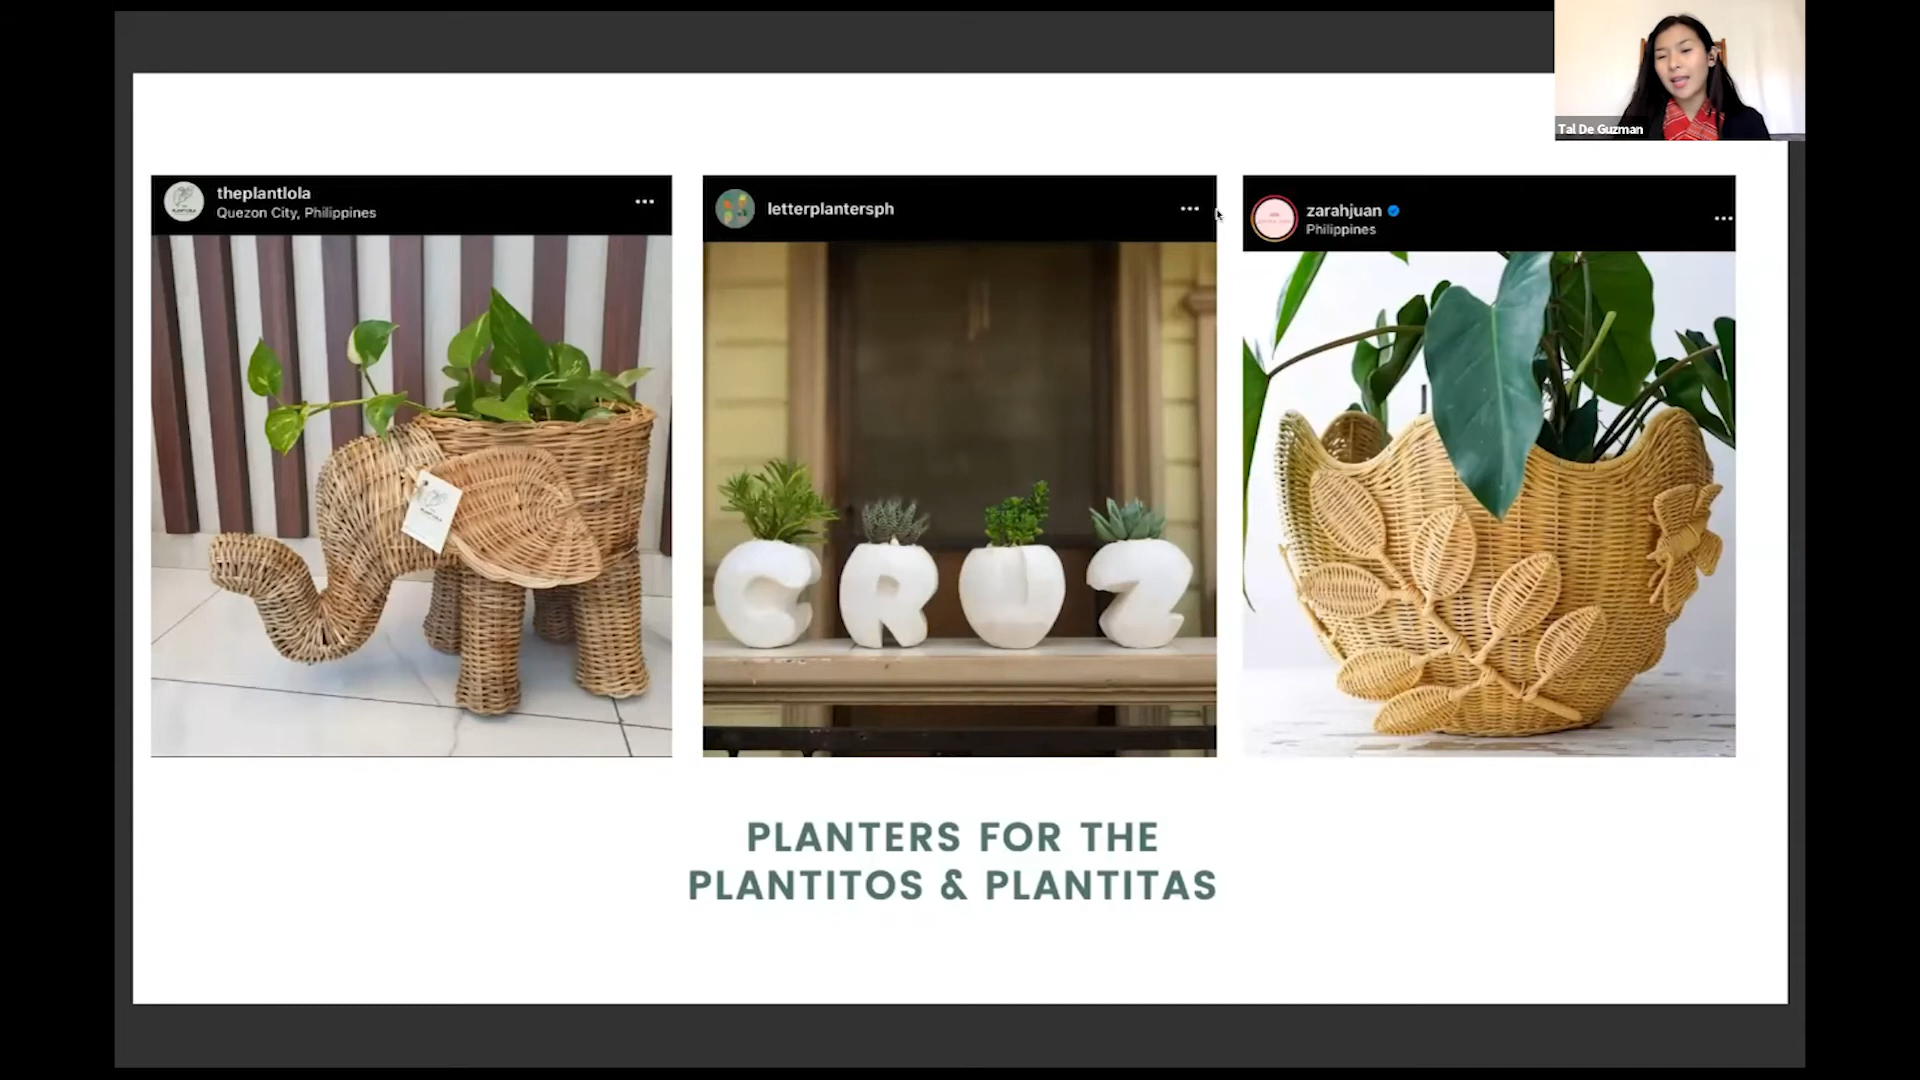 Tal De Guzman
theplantlola
Quezon City, Philippines
letterplantersph
zarahjuan
Philippines
CRUZ
PLANTERS FOR THE
PLANTITOS & PLANTITAS